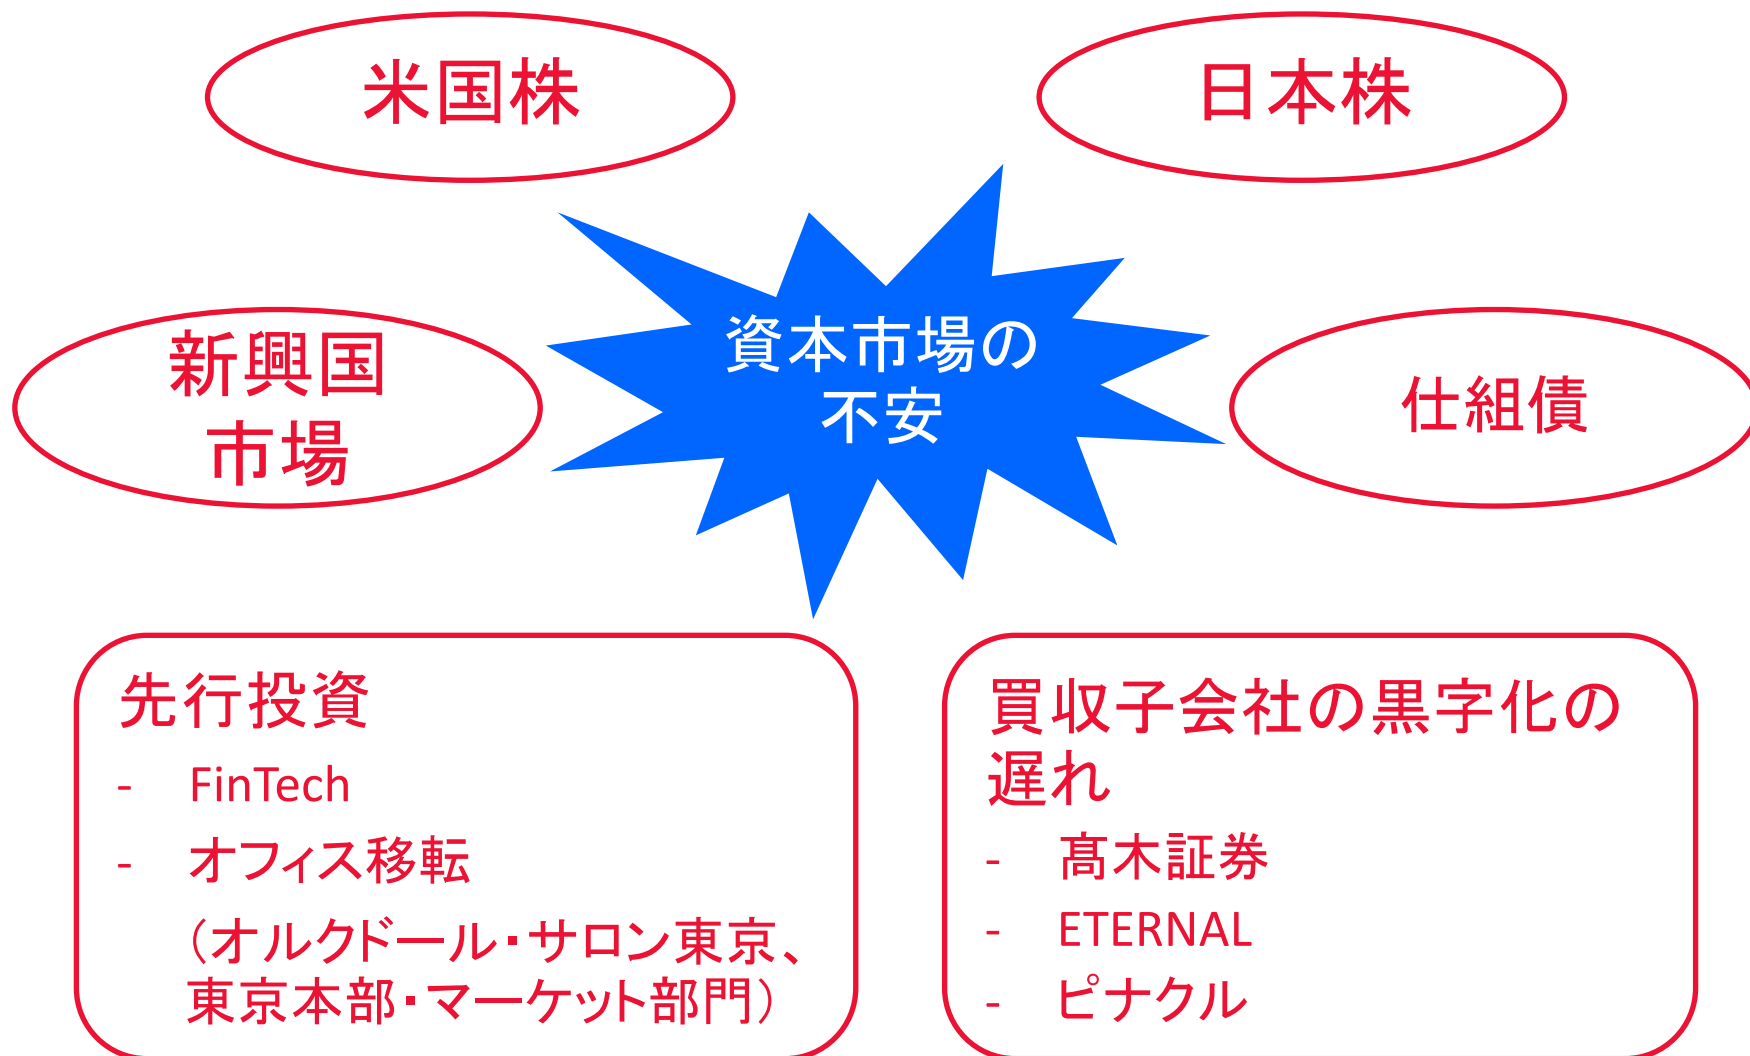 米国株
日本株
資本市場の
不安
新興国
市場
仕組債
先行投資
- FinTech
- オフィス移転
（オルクドール・サロン東京、
東京本部・マーケット部門）
買収子会社の黒字化の
遅れ
- 髙木証券
- ETERNAL
- ピナクル